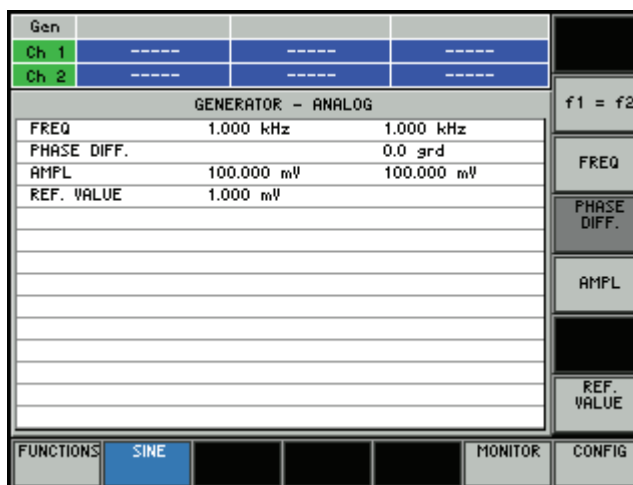 Gen
Ch 1 ----- ----- -----
Ch 2 ----- ----- -----
GENERATOR - ANALOG
FREQ 1.000 kHz 1.000 kHz
PHASE DIFF. 0.0 grd
AMPL 100.000 mV 100.000 mV
REF. VALUE 1.000 mV
f1 = f2
FREQ
PHASE
DIFF.
AMPL
REF.
VALUE
FUNCTIONS SINE MONITOR CONFIG